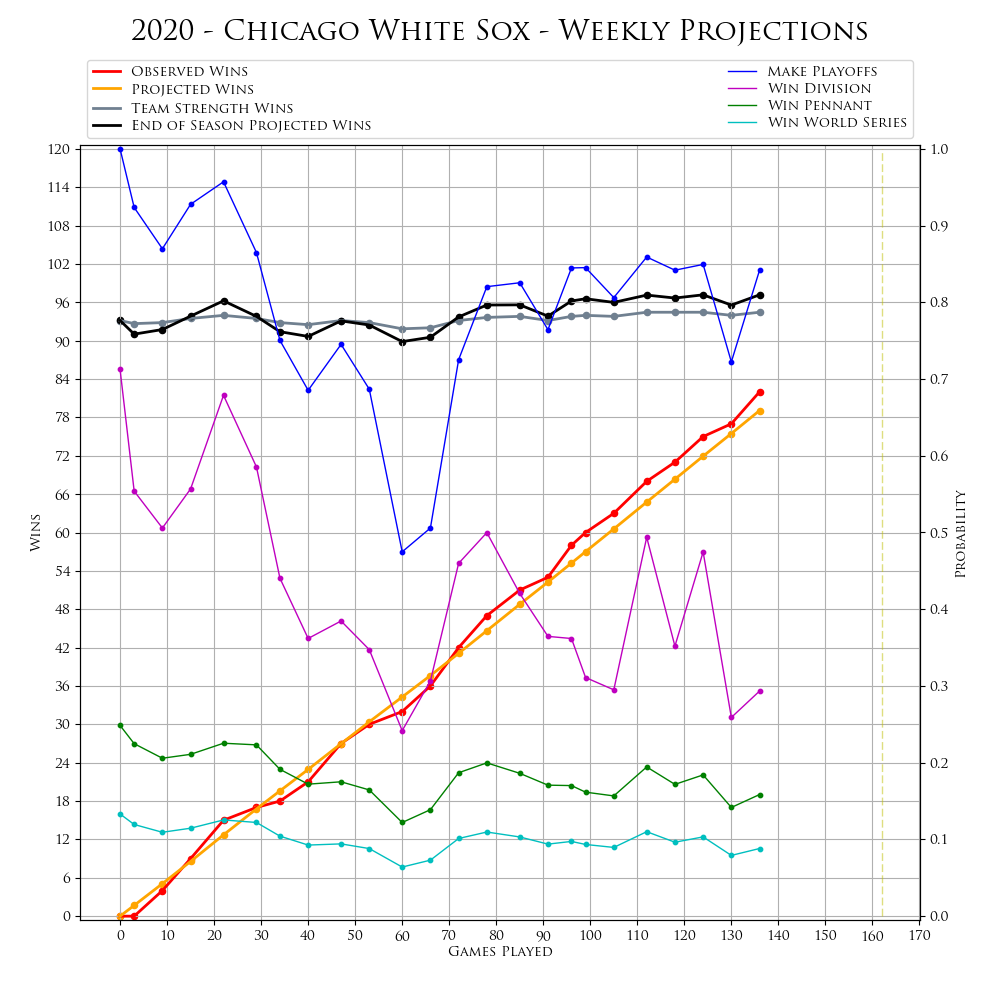 2020 - Chicago White Sox - Weekly Projections
Observed Wins
Projected Wins
Team Strength Wins
End of Season Projected Wins
Make Playoffs
Win Division
Win Pennant
Win World Series
120
114
108
102
96
90
84
78
72
66
60
54
48
42
36
30
24
18
12
6
0
Wins
1.0
0.9
0.8
0.7
0.6
0.5
0.4
0.3
0.2
0.1
0.0
Probability
0 10 20 30 40 50 60 70 80 90 100 110 120 130 140 150 160 170
Games Played